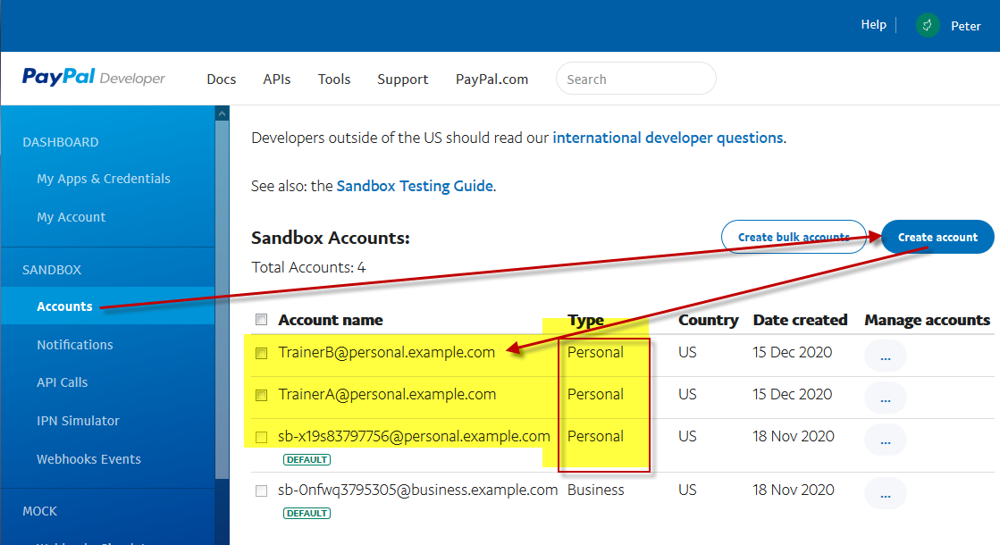 Help
Peter
PayPal Developer
Docs APIs Tools Support PayPal.com Search
DASHBOARD
My Apps & Credentials
My Account
SANDBOX
Accounts
Notifications
API Calls
IPN Simulator
Webhooks Events
MOCK
Developers outside of the US should read our international developer questions.
See also: the Sandbox Testing Guide.
Sandbox Accounts:
Create bulk accounts
Create account
Total Accounts: 4
Account name Type Country Date created Manage accounts
TrainerB@personal.example.com Personal US 15 Dec 2020 ...
TrainerA@personal.example.com Personal US 15 Dec 2020 ...
sb-x19s83797756@personal.example.com Personal US 18 Nov 2020 ...
DEFAULT
sb-0nfwq3795305@business.example.com Business US 18 Nov 2020 ...
DEFAULT